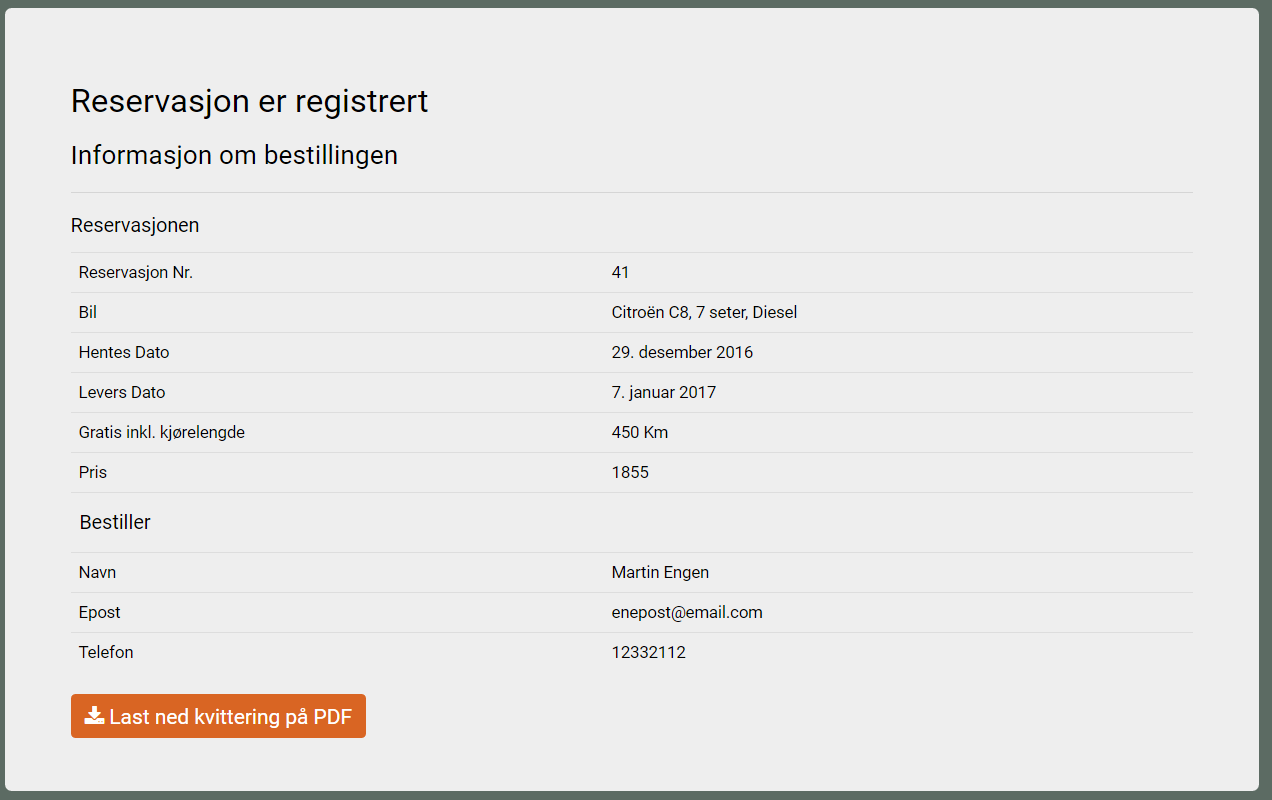 Reservasjon er registrert
Informasjon om bestillingen
Reservasjonen
Reservasjon Nr. 41
Bil Citroën C8, 7 seter, Diesel
Hentes Dato 29. desember 2016
Levers Dato 7. januar 2017
Gratis inkl. kjørelengde 450 Km
Pris 1855
Bestiller
Navn Martin Engen
Epost enepost@email.com
Telefon 12332112
Last ned kvittering på PDF